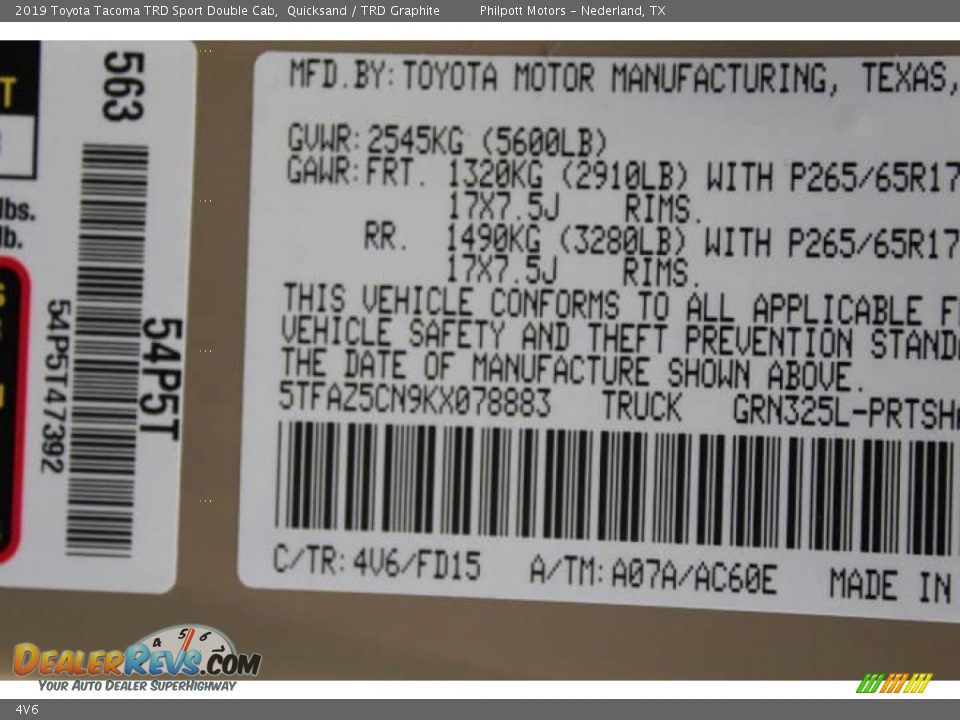 2019 Toyota Tacoma TRD Sport Double Cab, Quicksand / TRD Graphite Philpott Motors - Nederland, TX
T
lbs.
lb.
563
54P5T
54P5T47392
MFD.BY:TOYOTA MOTOR MANUFACTURING, TEXAS,
GVWR:2545KG (5600LB)
GAWR:FRT. 1320KG (2910LB) WITH P265/65R17
17X7.5J RIMS.
RR. 1490KG (3280LB) WITH P265/65R17
17X7.5J RIMS.
THIS VEHICLE CONFORMS TO ALL APPLICABLE F
VEHICLE SAFETY AND THEFT PREVENTION STAND
THE DATE OF MANUFACTURE SHOWN ABOVE.
5TFAZ5CN9KX078883 TRUCK GRN325L-PRTSH
C/TR:4V6/FD15 A/TM:A07A/AC60E MADE IN
4 5 6
DEALERREVS.COM
YOUR AUTO DEALER SUPERHIGHWAY
4V6